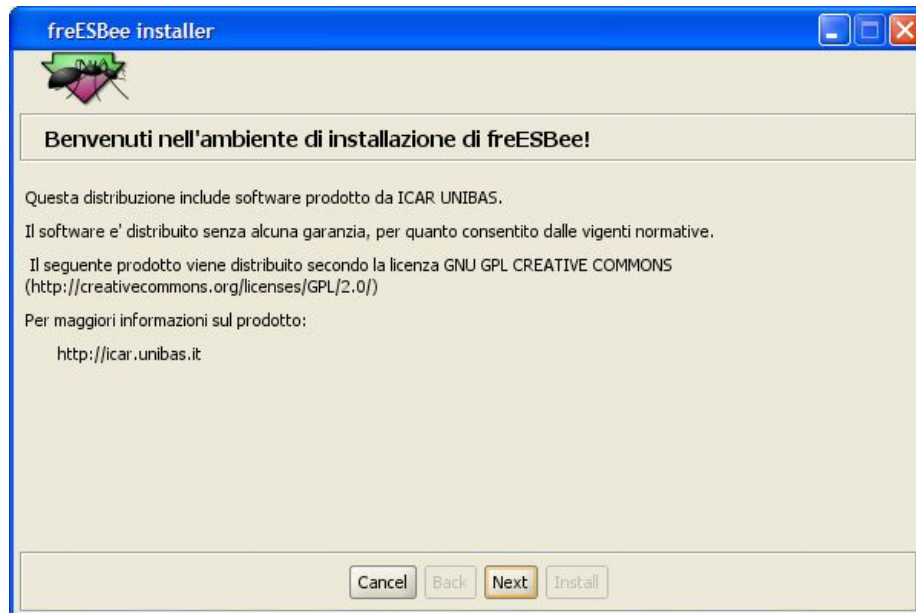 freESBee installer
Benvenuti nell'ambiente di installazione di freESBee!
Questa distribuzione include software prodotto da ICAR UNIBAS.
Il software e' distribuito senza alcuna garanzia, per quanto consentito dalle vigenti normative.
Il seguente prodotto viene distribuito secondo la licenza GNU GPL CREATIVE COMMONS
(http://creativecommons.org/licenses/GPL/2.0/)
Per maggiori informazioni sul prodotto:
http://icar.unibas.it
Cancel Back Next Install